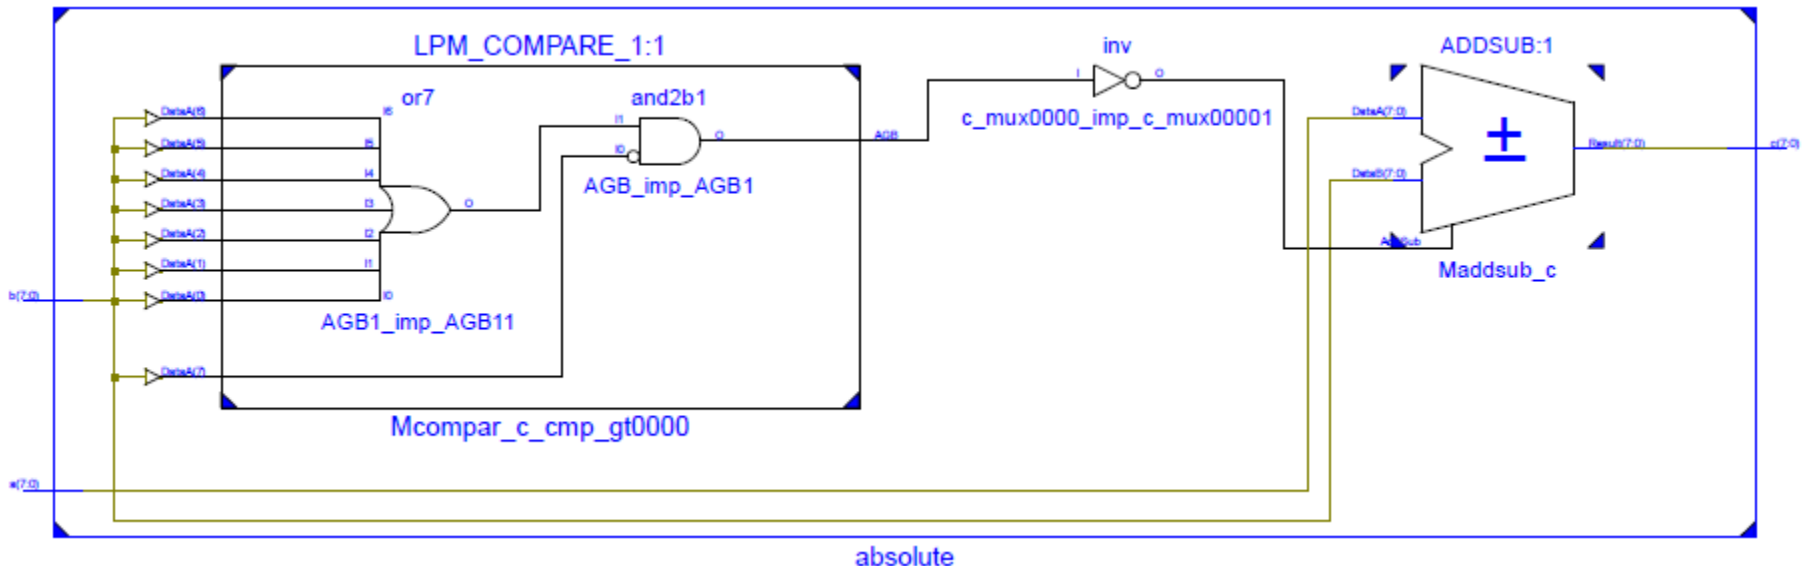 LPM_COMPARE_1:1
inv
ADDSUB:1
or7
and2b1
DataA(6)
I6
I1
I
O
c_mux0000_imp_c_mux00001
DataA(7:0)
O
AGB
DataA(5)
I5
I0
Result(7:0)
c(7:0)
±
DataA(4)
I4
AGB_imp_AGB1
DataB(7:0)
DataA(3)
I3
O
DataA(2)
I2
AddSub
DataA(1)
I1
Maddsub_c
b(7:0)
DataA(0)
I0
AGB1_imp_AGB11
DataA(7)
Mcompar_c_cmp_gt0000
a(7:0)
absolute